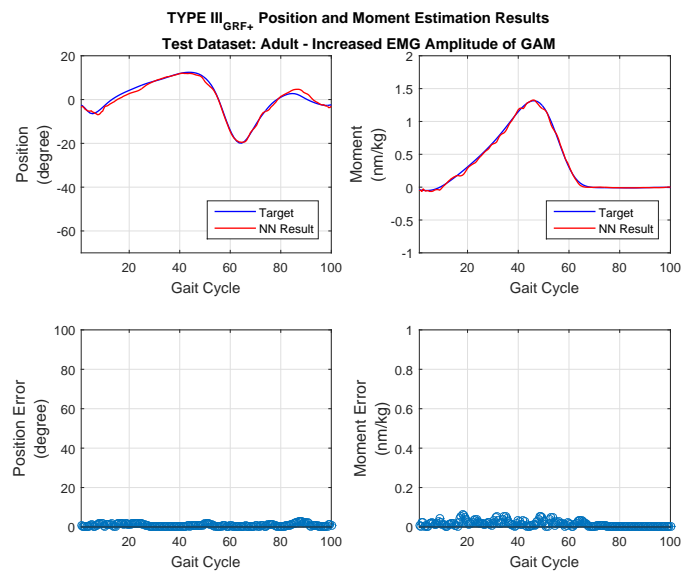 TYPE III_GRF+ Position and Moment Estimation Results
Test Dataset: Adult - Increased EMG Amplitude of GAM
Position
(degree)
20
0
-20
-40
-60
20
40
60
80
100
Gait Cycle
Target
NN Result
Moment
(nm/kg)
2
1.5
1
0.5
0
-0.5
-1
20
40
60
80
100
Gait Cycle
Target
NN Result
Position Error
(degree)
100
80
60
40
20
0
20
40
60
80
100
Gait Cycle
Moment Error
(nm/kg)
1
0.8
0.6
0.4
0.2
0
20
40
60
80
100
Gait Cycle